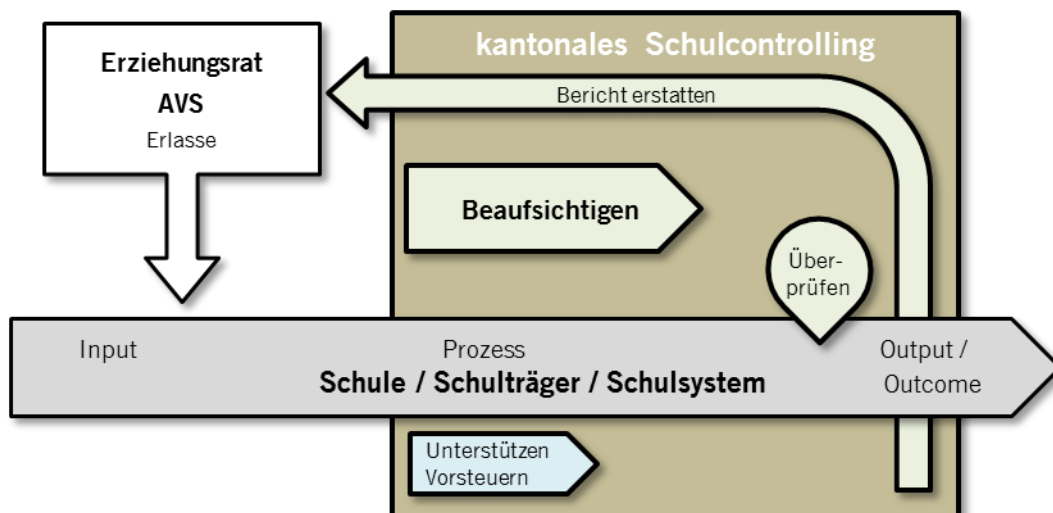 kantonales Schulcontrolling
Erziehungsrat
AVS
Erlasse
Bericht erstatten
Beaufsichtigen
Über-
prüfen
Input
Prozess
Output /
Outcome
Schule / Schulträger / Schulsystem
Unterstützen
Vorsteuern